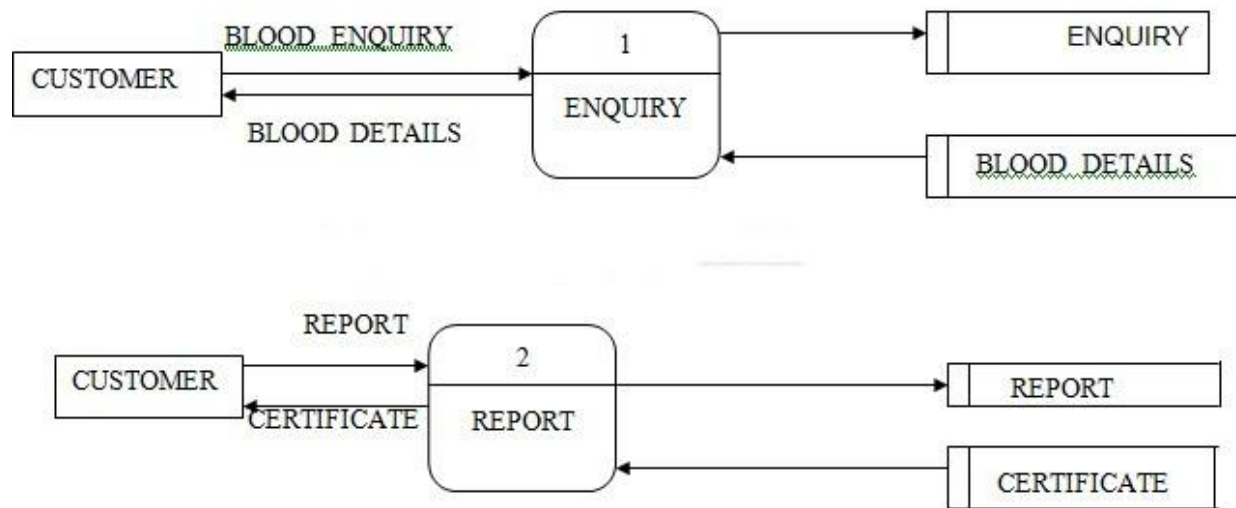 BLOOD ENQUIRY
1
ENQUIRY
CUSTOMER
ENQUIRY
BLOOD DETAILS
BLOOD DETAILS
REPORT
2
CUSTOMER
REPORT
CERTIFICATE
REPORT
CERTIFICATE